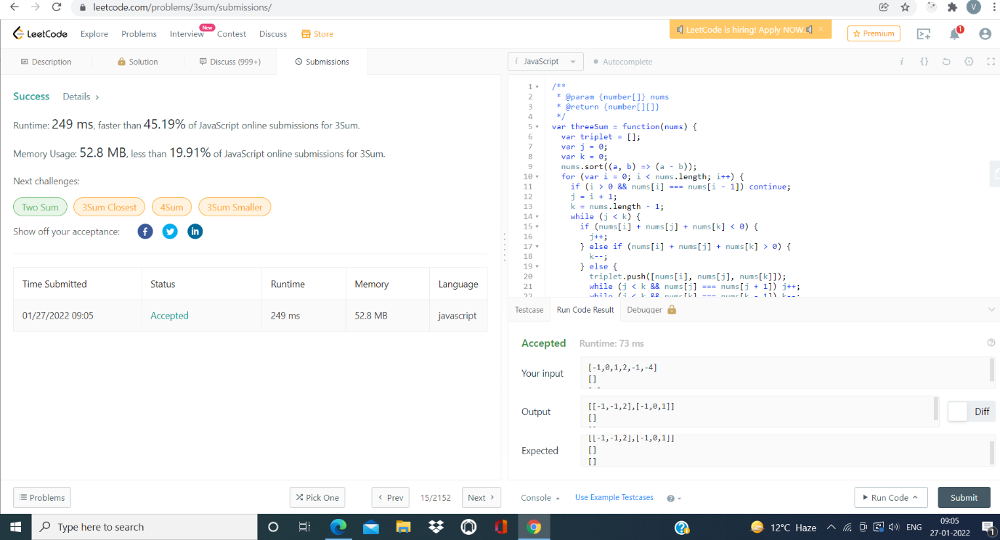 leetcode.com/problems/3sum/submissions/
V
LeetCode
Explore
Problems
Interview
New
Contest
Discuss
Store
LeetCode is hiring! Apply NOW.
Premium
1
Description
Solution
Discuss (999+)
Submissions
i JavaScript
Autocomplete
Success
Details
Runtime: 249 ms, faster than 45.19% of JavaScript online submissions for 3Sum.
Memory Usage: 52.8 MB, less than 19.91% of JavaScript online submissions for 3Sum.
Next challenges:
Two Sum
3Sum Closest
4Sum
3Sum Smaller
Show off your acceptance:
Time Submitted Status Runtime Memory Language
01/27/2022 09:05 Accepted 249 ms 52.8 MB javascript
1 /**
2 * @param {number[]} nums
3 * @return {number[][]}
4 */
5 var threeSum = function(nums) {
6 var triplet = [];
7 var j = 0;
8 var k = 0;
9 nums.sort((a, b) => (a - b));
10 for (var i = 0; i < nums.length; i++) {
11 if (i > 0 && nums[i] === nums[i - 1]) continue;
12 j = i + 1;
13 k = nums.length - 1;
14 while (j < k) {
15 if (nums[i] + nums[j] + nums[k] < 0) {
16 j++;
17 } else if (nums[i] + nums[j] + nums[k] > 0) {
18 k--;
19 } else {
20 triplet.push([nums[i], nums[j], nums[k]]);
21 while (j < k && nums[j] === nums[j + 1]) j++;
22 while (j < k && nums[k] === nums[k - 1]) k--;
Testcase
Run Code Result
Debugger
Accepted
Runtime: 73 ms
Your input
[-1,0,1,2,-1,-4]
[]
Output
[[-1,-1,2],[-1,0,1]]
[]
Diff
Expected
[[-1,-1,2],[-1,0,1]]
[]
[]
Problems
Pick One
Prev
15/2152
Next
Console
Use Example Testcases
Run Code
Submit
Type here to search
12°C Haze
ENG
09:05
27-01-2022
1